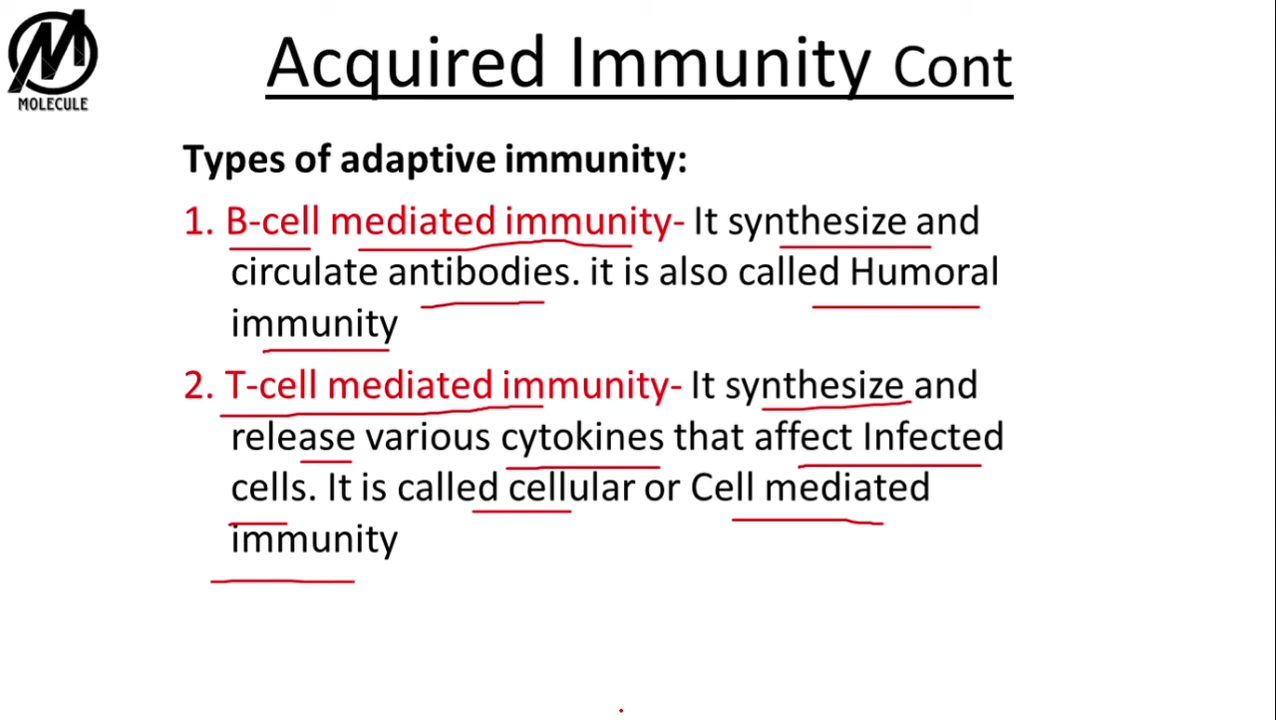 MOLECULE
Acquired Immunity Cont
Types of adaptive immunity:
1. B-cell mediated immunity- It synthesize and
circulate antibodies. it is also called Humoral
immunity
2. T-cell mediated immunity- It synthesize and
release various cytokines that affect Infected
cells. It is called cellular or Cell mediated
immunity